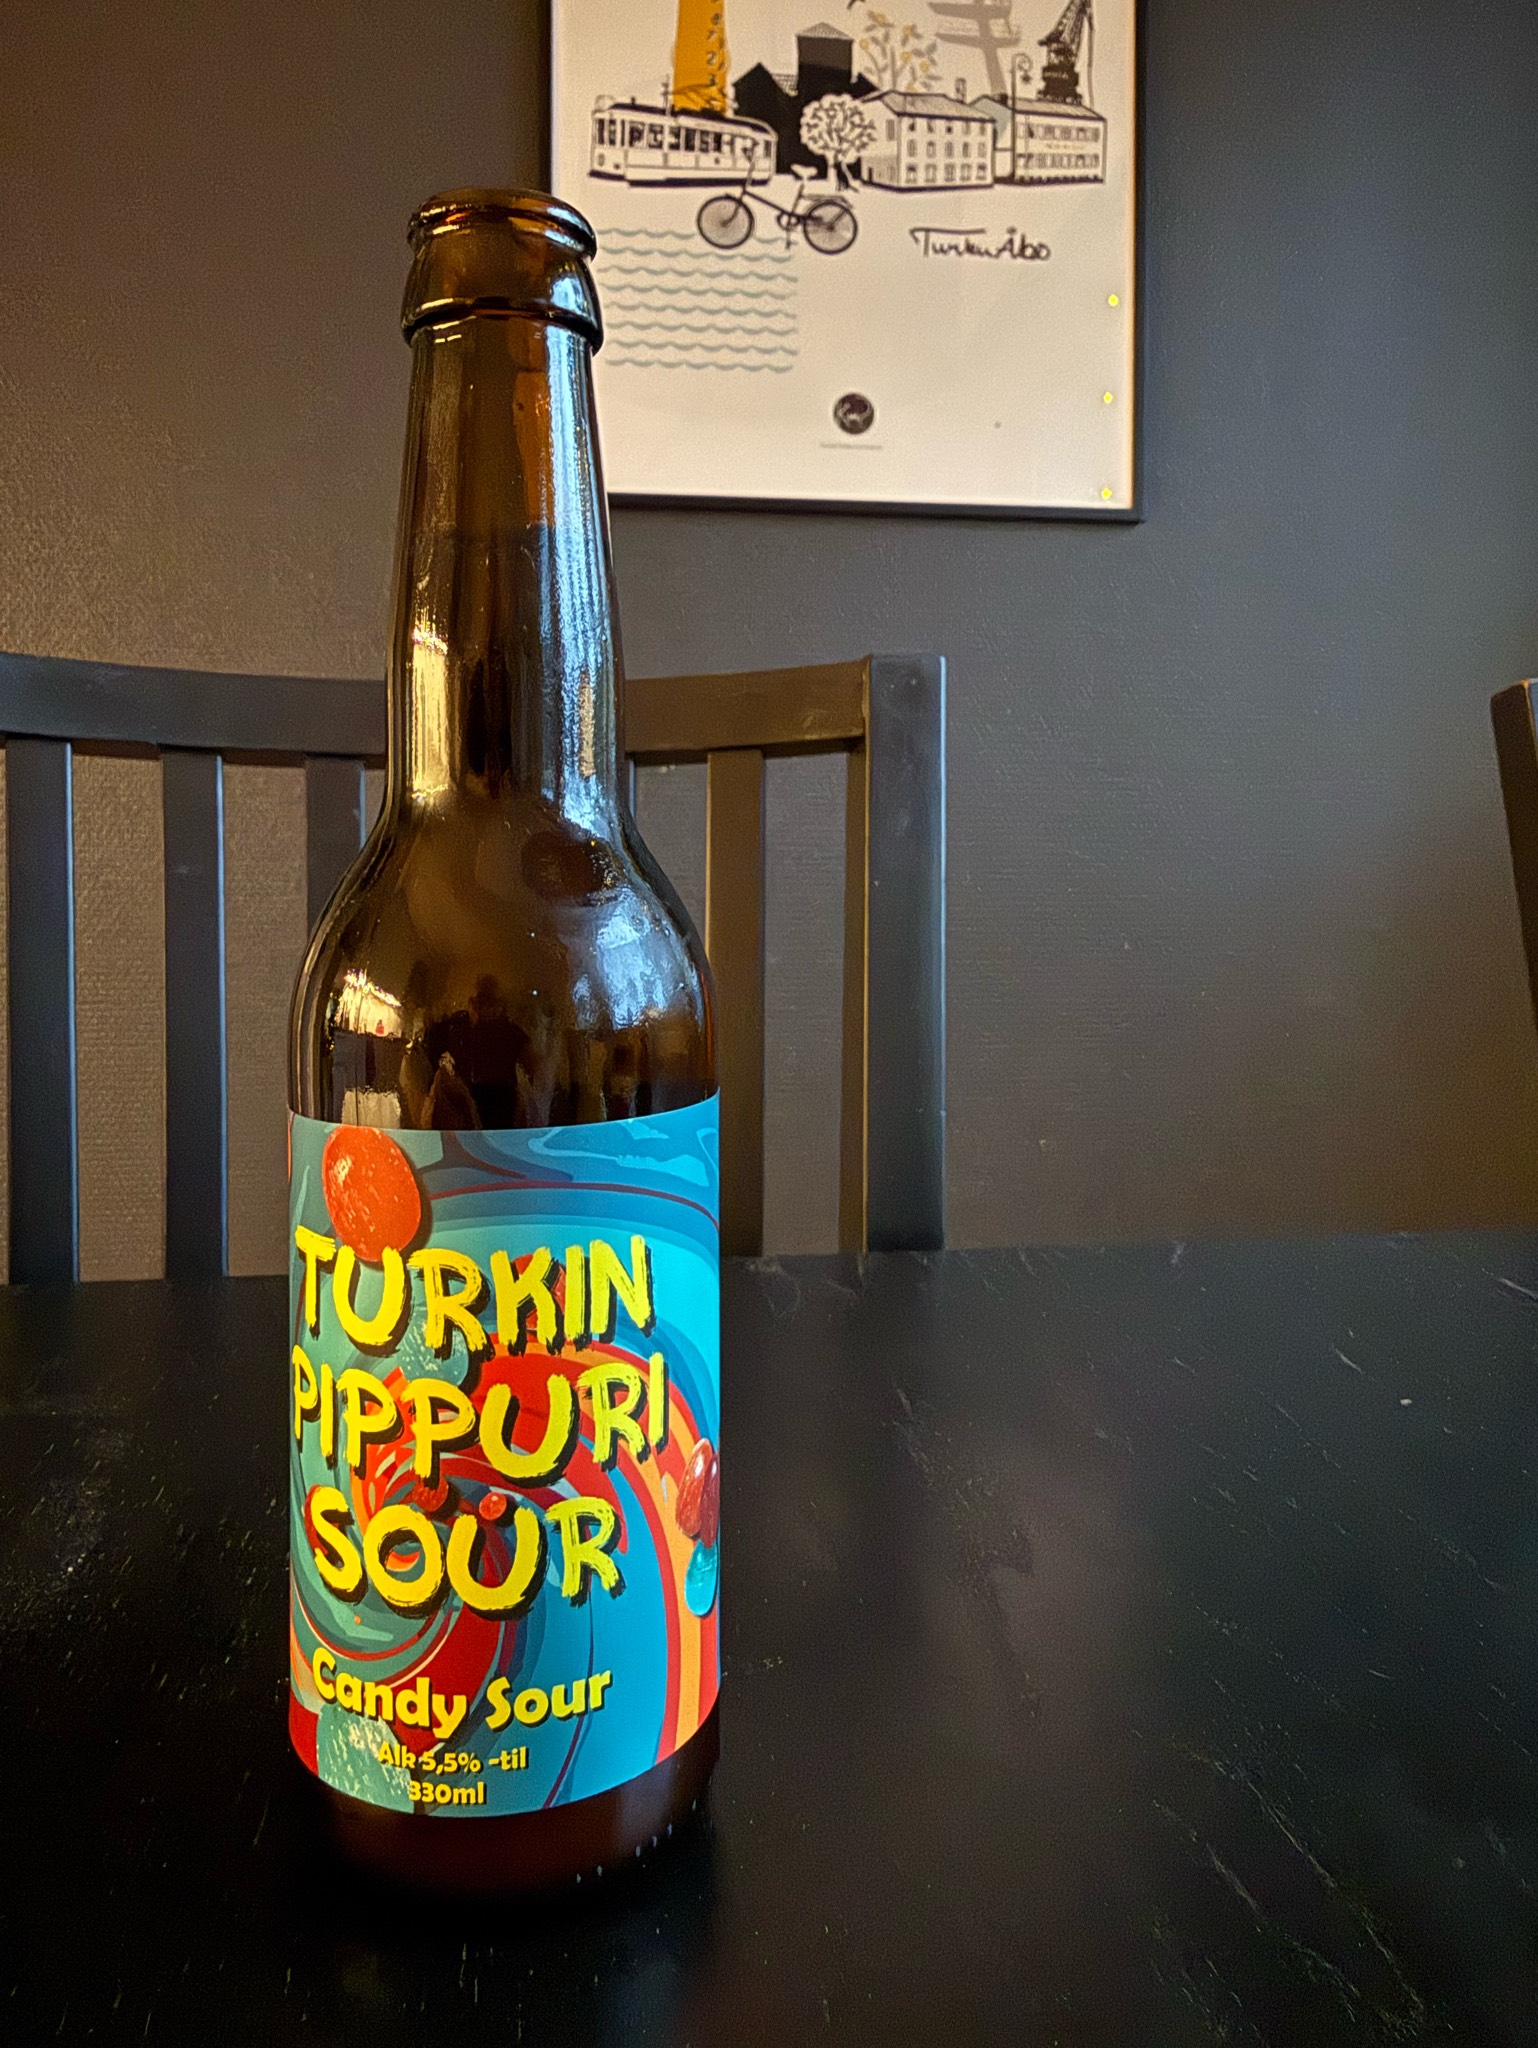 Turku Åbo
TURKIN
PIPPURI
SOUR
Candy Sour
Alk 5,5% -til
330ml